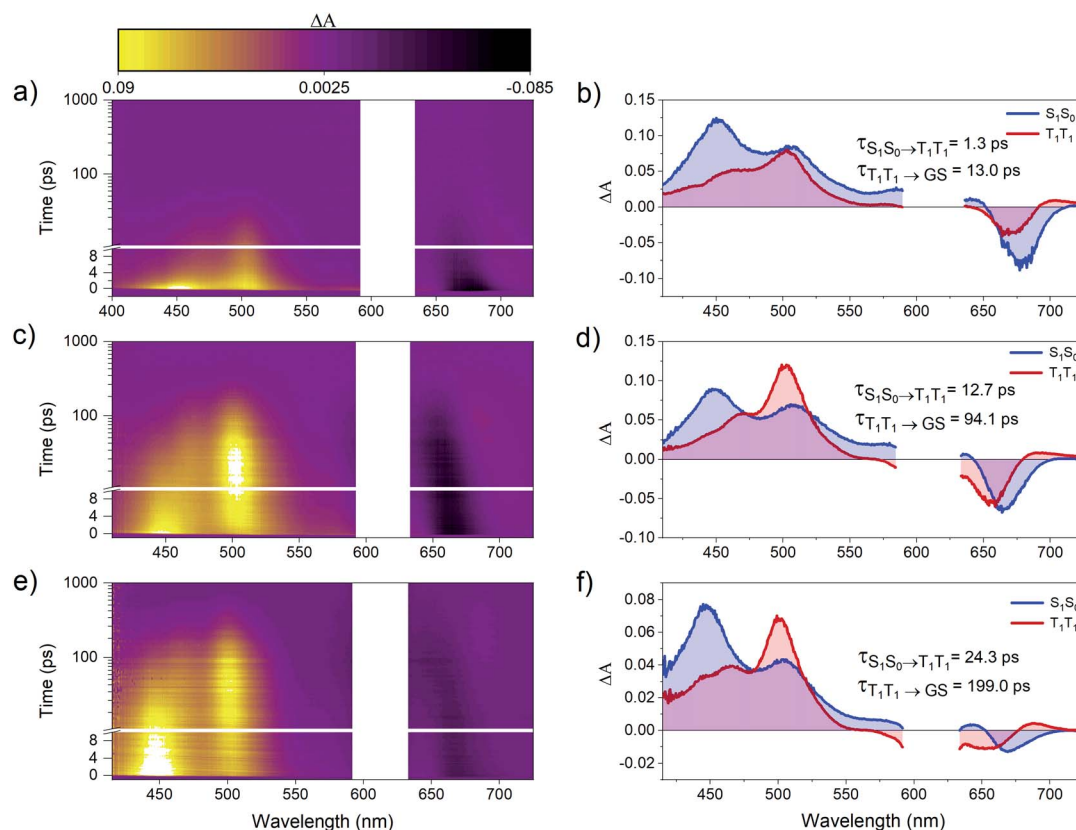 ΔA
0.09 0.0025 -0.085
a)
Time (ps)
1000
100
8
4
0
400 450 500 550 600 650 700
b)
ΔA
0.15
0.10
0.05
0.00
-0.05
-0.10
S₁S₀
T₁T₁
τS₁S₀→T₁T₁= 1.3 ps
τT₁T₁→ GS = 13.0 ps
450 500 550 600 650 700
c)
Time (ps)
1000
100
8
4
0
450 500 550 600 650 700
d)
ΔA
0.15
0.10
0.05
0.00
-0.05
-0.10
S₁S₀
T₁T₁
τS₁S₀→T₁T₁= 12.7 ps
τT₁T₁→ GS = 94.1 ps
450 500 550 600 650 700
e)
Time (ps)
1000
100
8
4
0
450 500 550 600 650 700
Wavelength (nm)
f)
ΔA
0.08
0.06
0.04
0.02
0.00
-0.02
S₁S₀
T₁T₁
τS₁S₀→T₁T₁= 24.3 ps
τT₁T₁→ GS = 199.0 ps
450 500 550 600 650 700
Wavelength (nm)